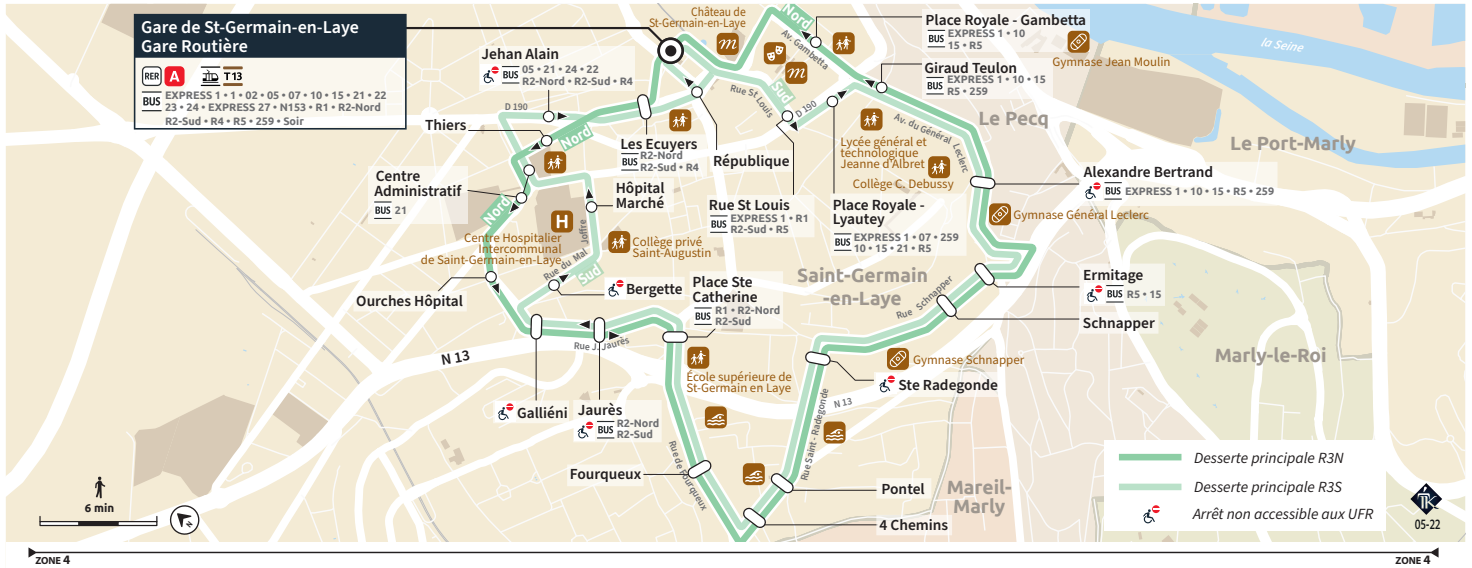 Gare de St-Germain-en-Laye
Gare Routière
RER A T13
BUS EXPRESS 1 • 1 • 02 • 05 • 07 • 10 • 15 • 21 • 22
23 • 24 • EXPRESS 27 • N153 • R1 • R2-Nord
R2-Sud • R4 • R5 • 259 • Soir
Château de
St-Germain-en-Laye
Nord
Av. Gambetta
Place Royale - Gambetta
BUS EXPRESS 1 • 10
15 • R5
Gymnase Jean Moulin
la Seine
Jehan Alain
BUS 05 • 21 • 24 • 22
R2-Nord • R2-Sud • R4
Giraud Teulon
BUS EXPRESS 1 • 10 • 15
R5 • 259
Rue St Louis
Sud
D 190
D 190
Thiers
Nord
Les Ecuyers
BUS R2-Nord
R2-Sud • R4
République
Le Pecq
Av. du Général Leclerc
Le Port-Marly
Lycée général et
technologique
Jeanne d'Albret
Collège C. Debussy
Centre
Administratif
BUS 21
Alexandre Bertrand
BUS EXPRESS 1 • 10 • 15 • R5 • 259
Hôpital
Marché
Nord
H
Rue St Louis
BUS EXPRESS 1 • R1
R2-Sud • R5
Place Royale -
Lyautey
BUS EXPRESS 1 • 07 • 259
10 • 15 • 21 • R5
Gymnase Général Leclerc
Centre Hospitalier
Intercommunal
de Saint-Germain-en-Laye
Rue du Mal Joffre
Sud
Collège privé
Saint-Augustin
Saint-Germain
-en-Laye
Ourches Hôpital
Bergette
Place Ste
Catherine
BUS R1 • R2-Nord
R2-Sud
Ermitage
BUS R5 • 15
Rue Schnapper
Schnapper
Rue J. Jaurès
N 13
Gymnase Schnapper
Marly-le-Roi
École supérieure de
St-Germain en Laye
Ste Radegonde
N 13
Galliéni
Jaurès
BUS R2-Nord
R2-Sud
Rue de Fourqueux
Rue Saint - Radegonde
Fourqueux
Pontel
Mareil-
Marly
4 Chemins
Desserte principale R3N
Desserte principale R3S
Arrêt non accessible aux UFR
6 min
05-22
ZONE 4
ZONE 4